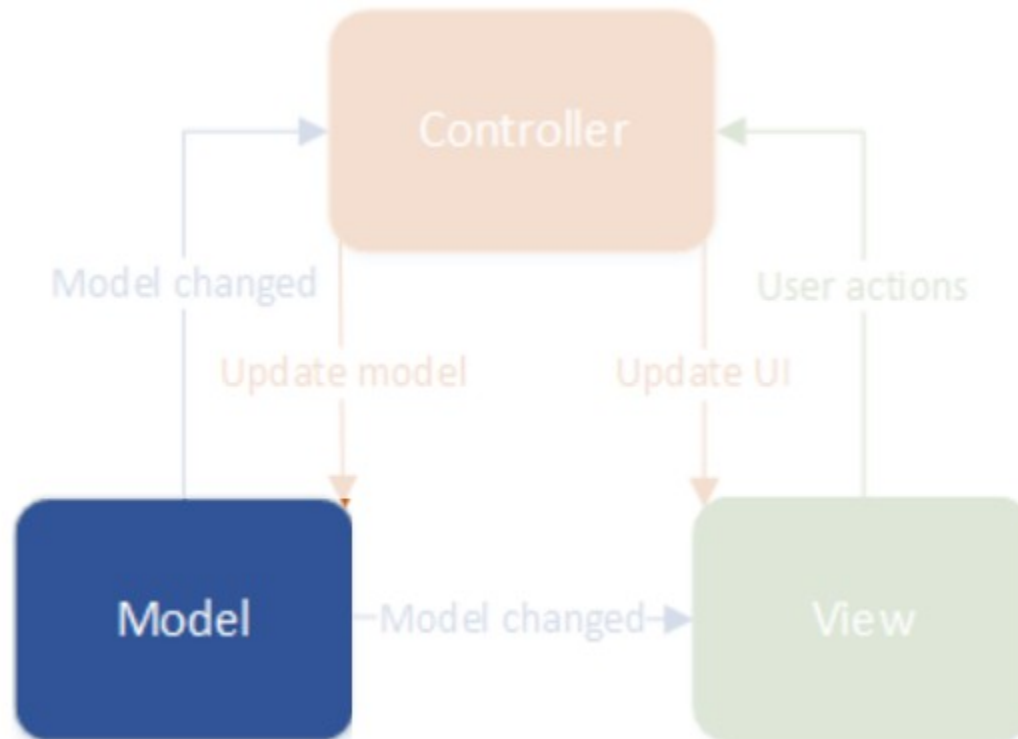 Controller
Model changed
User actions
Update model
Update UI
Model
Model changed
View